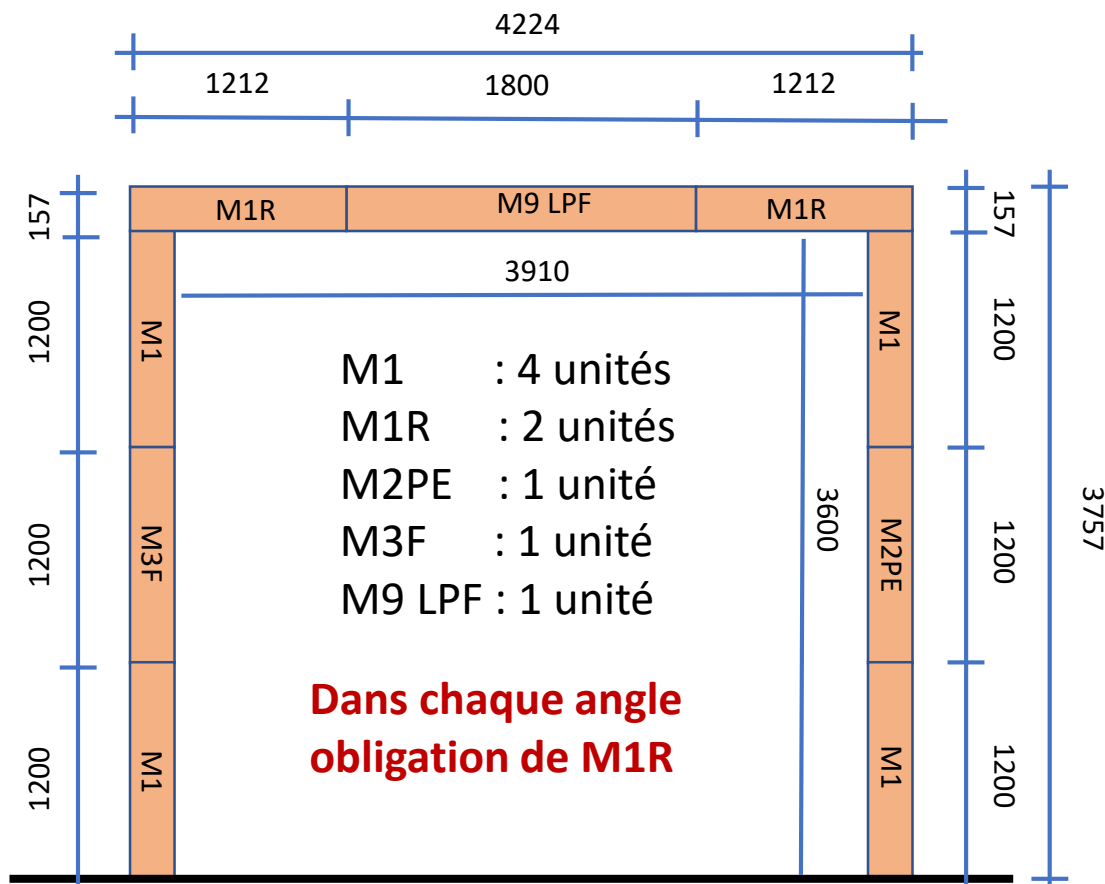 4224
1212
1800
1212
157
M1R
M9 LPF
M1R
157
3910
1200
M1
M1
1200
M1 : 4 unités
M1R : 2 unités
M2PE : 1 unité
M3F : 1 unité
M9 LPF : 1 unité
1200
M3F
3600
M2PE
1200
3757
Dans chaque angle
obligation de M1R
1200
M1
M1
1200